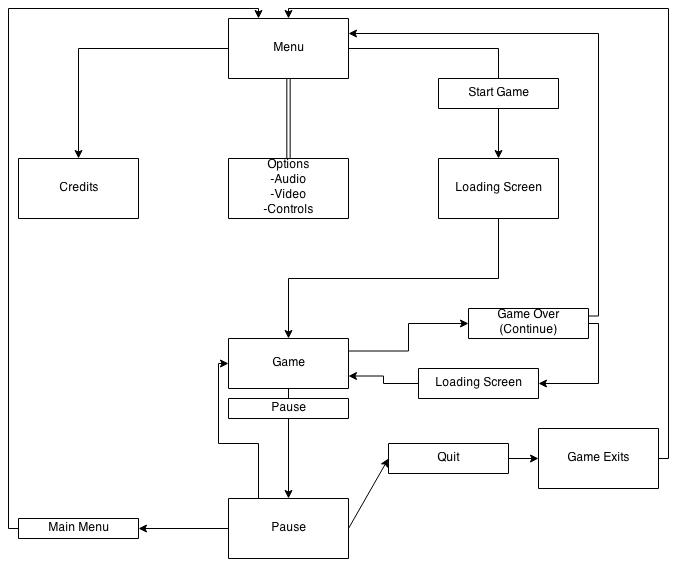 Menu
Start Game
Credits
Options
-Audio
-Video
-Controls
Loading Screen
Game Over
(Continue)
Game
Loading Screen
Pause
Quit
Game Exits
Main Menu
Pause